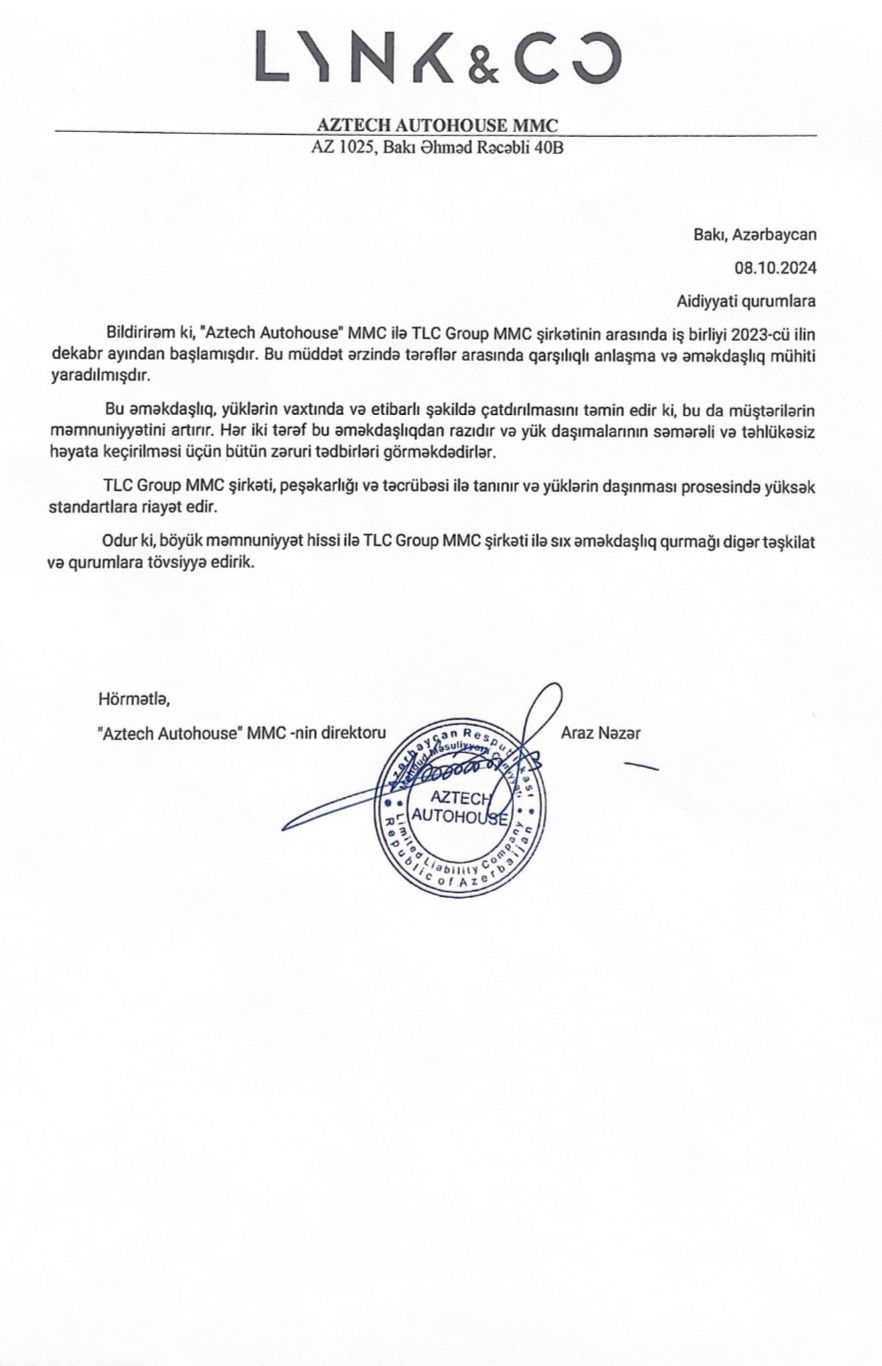 LYNK & CO
AZTECH AUTOHOUSE MMC
AZ 1025, Bakı Əhməd Rəcəbli 40B
Bakı, Azərbaycan
08.10.2024
Aidiyyati qurumlara
Bildirirəm ki, "Aztech Autohouse" MMC ilə TLC Group MMC şirkətinin arasında iş birliyi 2023-cü ilin
dekabr ayından başlamışdır. Bu müddət ərzində tərəflər arasında qarşılıqlı anlaşma və əməkdaşlıq mühiti
yaradılmışdır.
Bu əməkdaşlıq, yüklərin vaxtında və etibarlı şəkildə çatdırılmasını təmin edir ki, bu da müştərilərin
məmnuniyyətini artırır. Hər iki tərəf bu əməkdaşlıqdan razıdır və yük daşımalarının səmərəli və təhlükəsiz
həyata keçirilməsi üçün bütün zəruri tədbirləri görməkdədirlər.
TLC Group MMC şirkəti, peşəkarlığı və təcrübəsi ilə tanınır və yüklərin daşınması prosesində yüksək
standartlara riayət edir.
Odur ki, böyük məmnuniyyət hissi ilə TLC Group MMC şirkəti ilə sıx əməkdaşlıq qurmağı digər təşkilat
və qurumlara tövsiyyə edirik.
Hörmətlə,
"Aztech Autohouse" MMC -nin direktoru Araz Nəzər
Azərbaycan Respublikası
Məhdud Məsuliyyətli Cəmiyyəti
AZTECH
AUTOHOUSE
Limited Liability Company
Republic of Azerbaijan